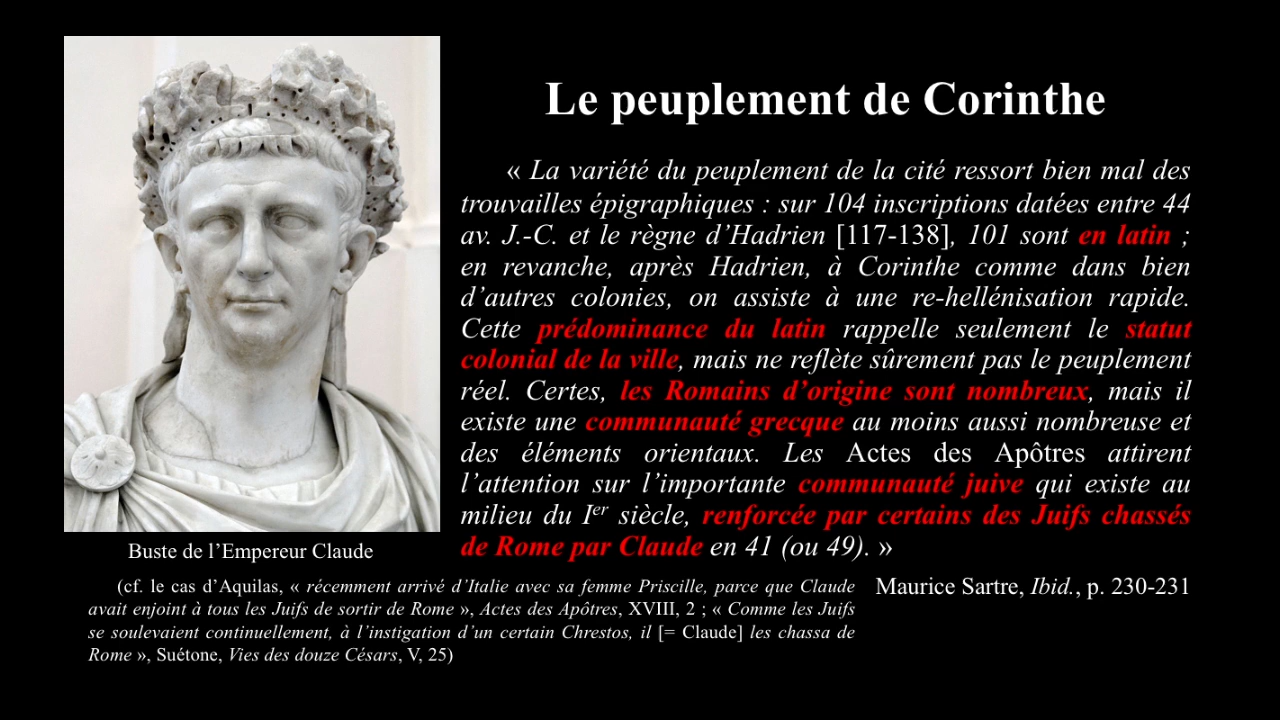 Le peuplement de Corinthe
« La variété du peuplement de la cité ressort bien mal des
trouvailles épigraphiques : sur 104 inscriptions datées entre 44
av. J.-C. et le règne d’Hadrien [117-138], 101 sont en latin ;
en revanche, après Hadrien, à Corinthe comme dans bien
d’autres colonies, on assiste à une re-hellénisation rapide.
Cette prédominance du latin rappelle seulement le statut
colonial de la ville, mais ne reflète sûrement pas le peuplement
réel. Certes, les Romains d’origine sont nombreux, mais il
existe une communauté grecque au moins aussi nombreuse et
des éléments orientaux. Les Actes des Apôtres attirent
l’attention sur l’importante communauté juive qui existe au
milieu du Ier siècle, renforcée par certains des Juifs chassés
de Rome par Claude en 41 (ou 49). »
Maurice Sartre, Ibid., p. 230-231
Buste de l’Empereur Claude
(cf. le cas d’Aquilas, « récemment arrivé d’Italie avec sa femme Priscille, parce que Claude
avait enjoint à tous les Juifs de sortir de Rome », Actes des Apôtres, XVIII, 2 ; « Comme les Juifs
se soulevaient continuellement, à l’instigation d’un certain Chrestos, il [= Claude] les chassa de
Rome », Suétone, Vies des douze Césars, V, 25)